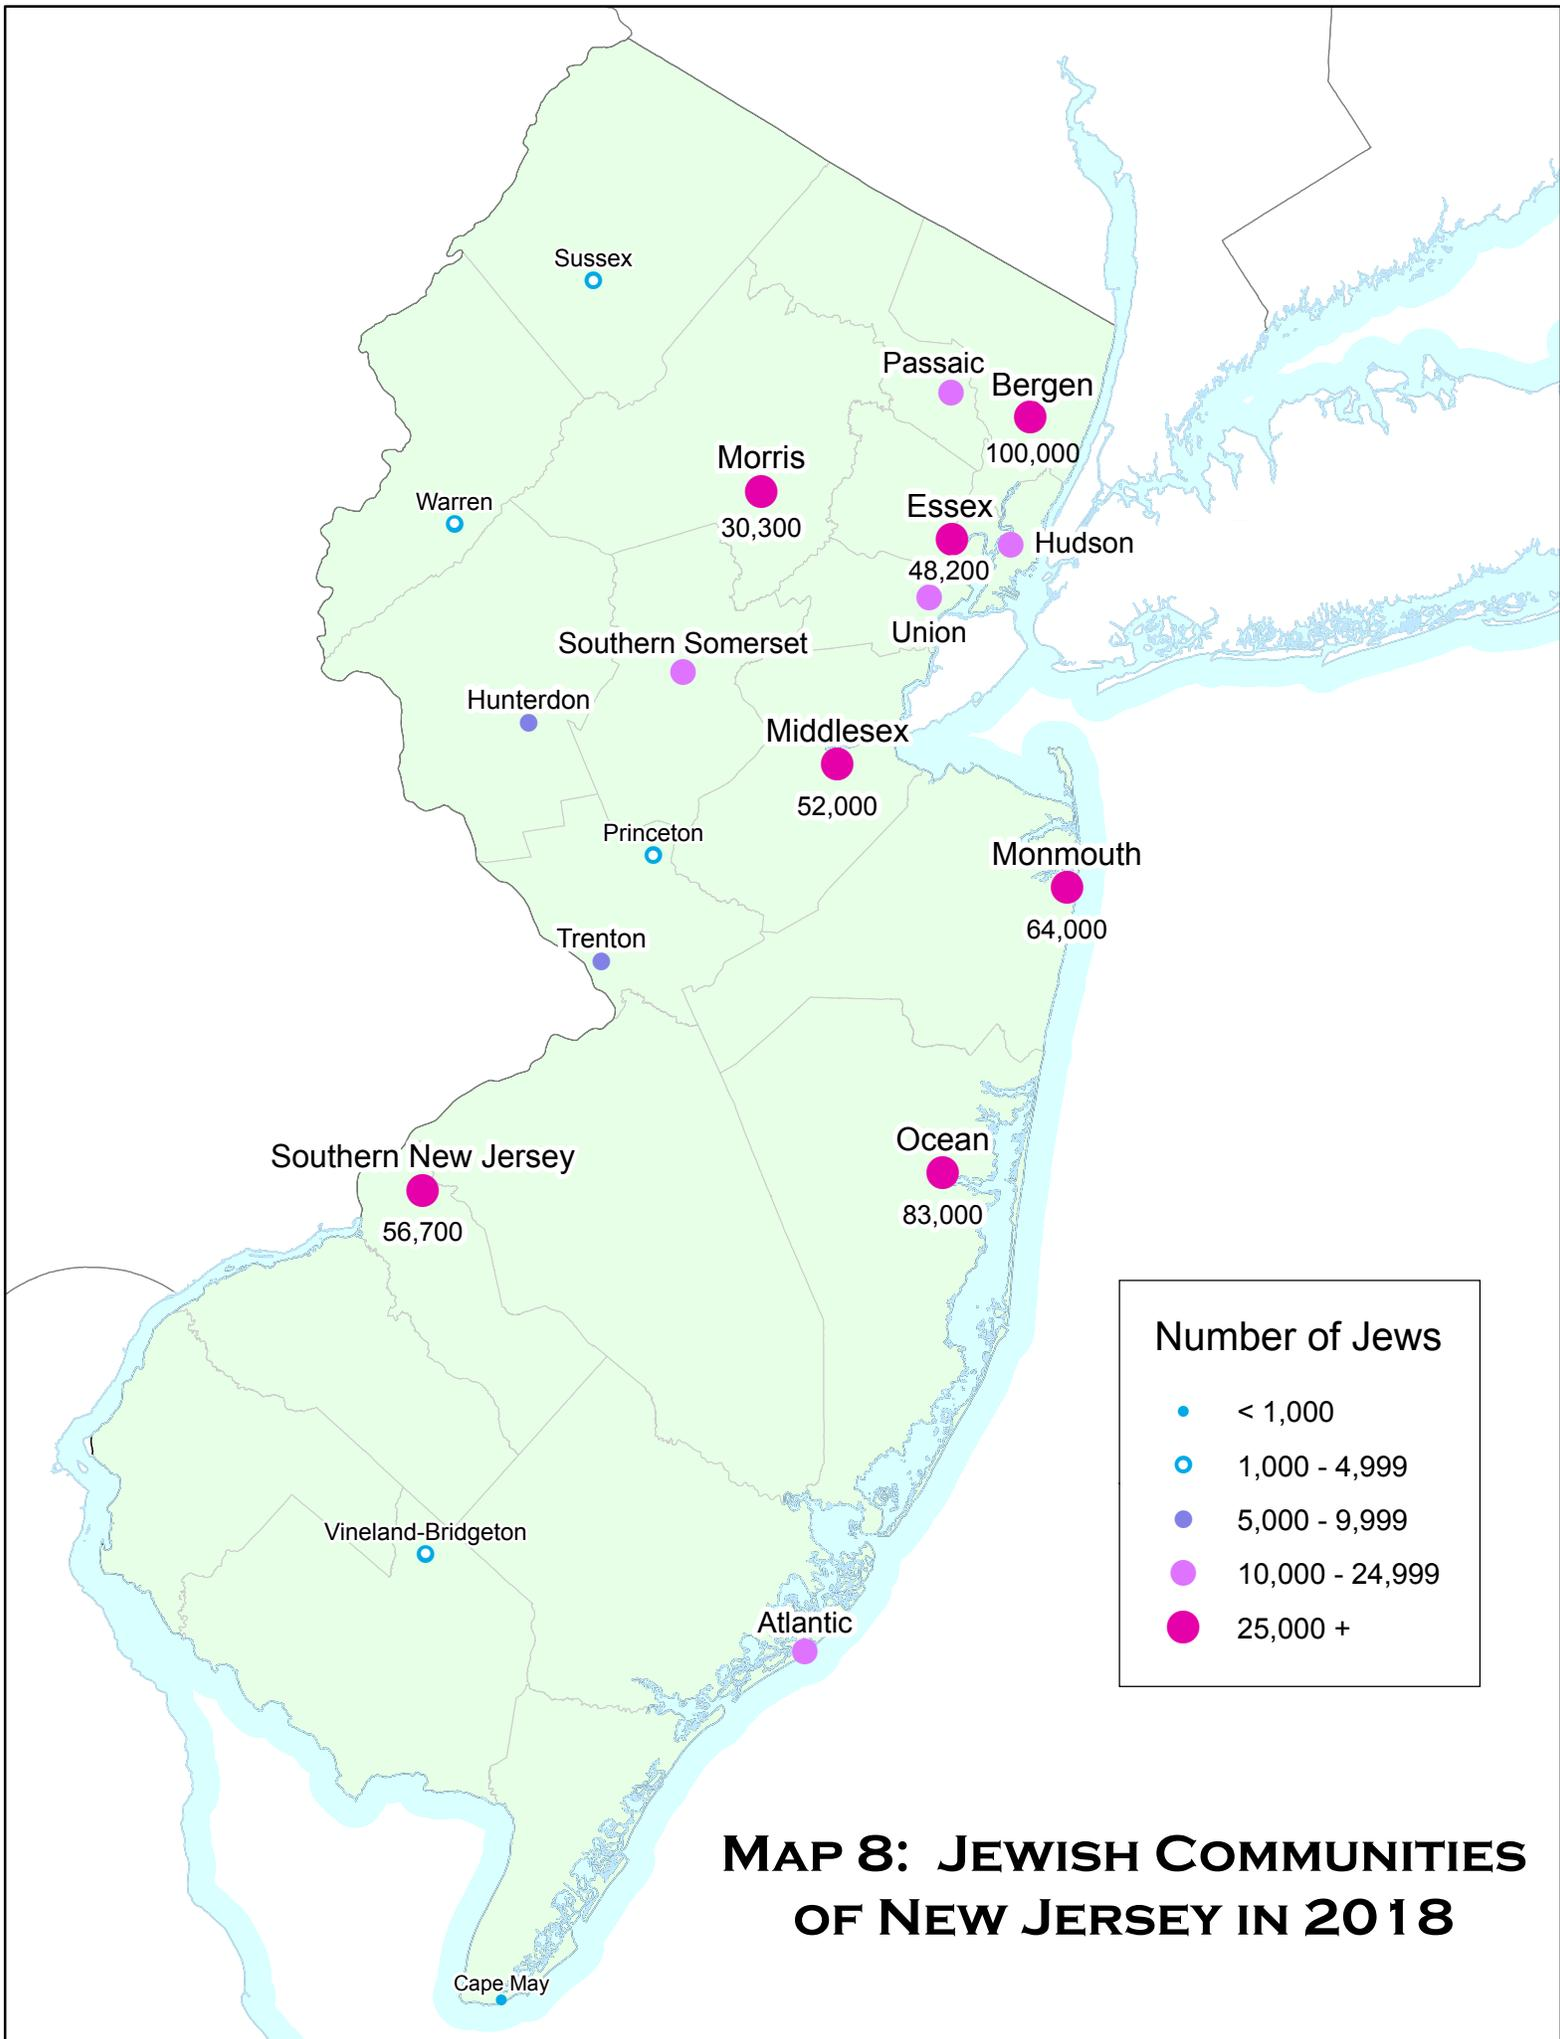 Sussex
Passaic
Bergen
100,000
Morris
30,300
Warren
Essex
48,200
Hudson
Union
Southern Somerset
Hunterdon
Middlesex
52,000
Princeton
Monmouth
64,000
Trenton
Ocean
83,000
Southern New Jersey
56,700
Number of Jews
< 1,000
1,000 - 4,999
5,000 - 9,999
10,000 - 24,999
25,000 +
Vineland-Bridgeton
Atlantic
MAP 8: JEWISH COMMUNITIES
OF NEW JERSEY IN 2018
Cape May